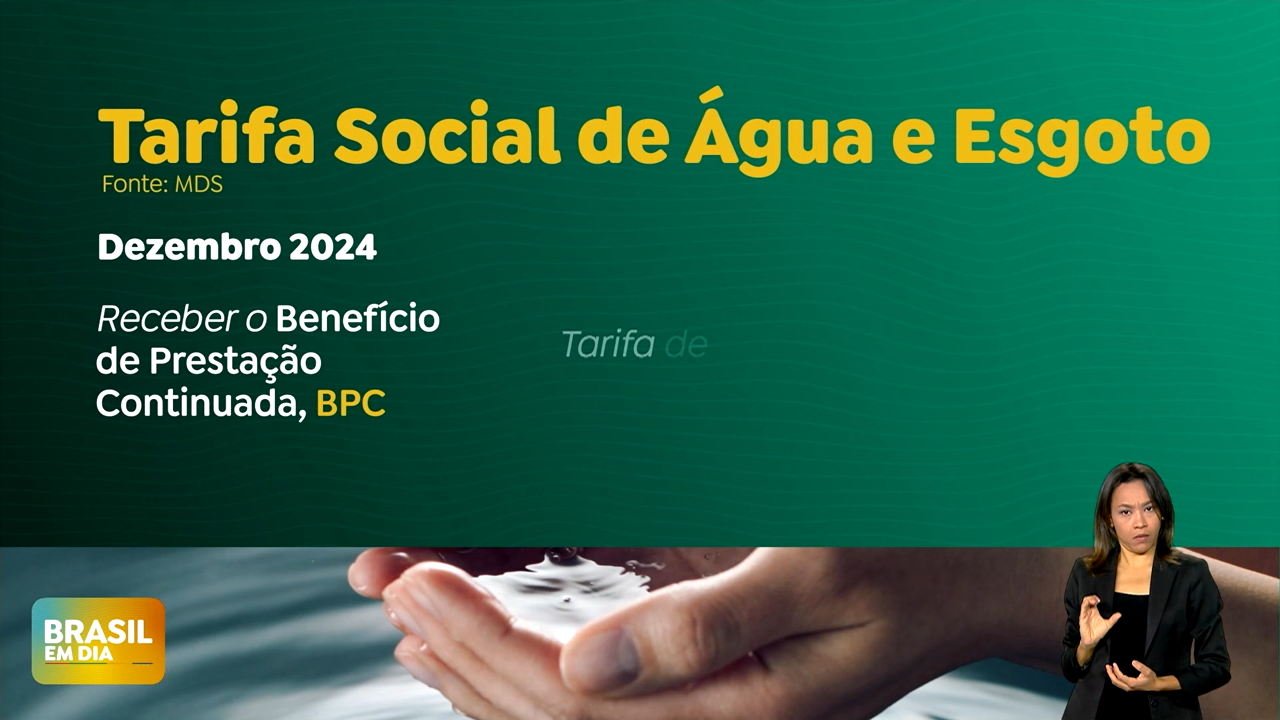 Tarifa Social de Água e Esgoto
Fonte: MDS
Dezembro 2024
Receber o Benefício
de Prestação
Continuada, BPC
Tarifa de
BRASIL
EM DIA